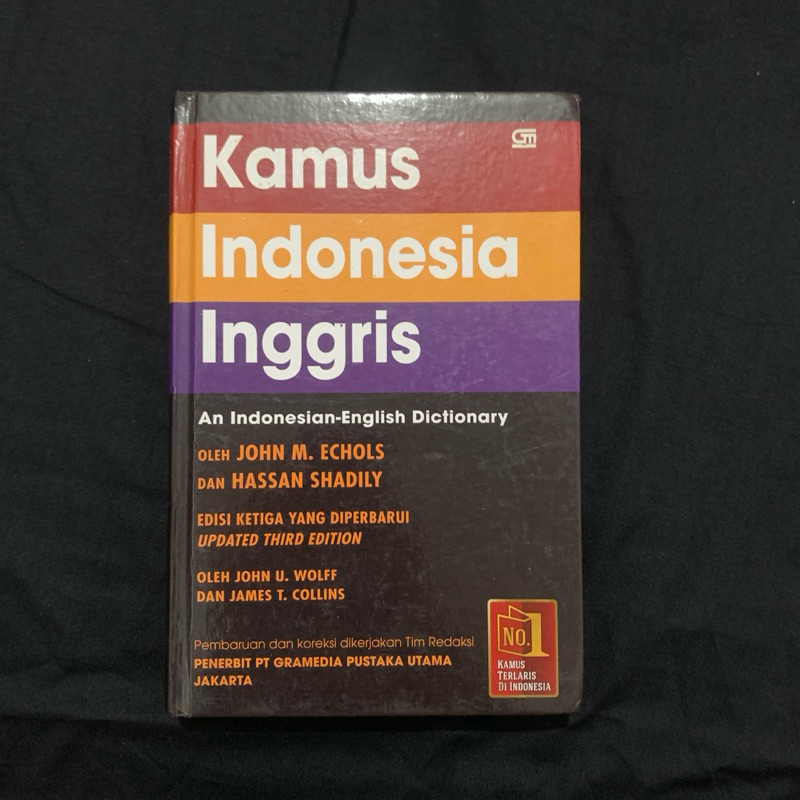 Kamus
GM
Indonesia
Inggris
An Indonesian-English Dictionary
OLEH JOHN M. ECHOLS
DAN HASSAN SHADILY
EDISI KETIGA YANG DIPERBARUI
UPDATED THIRD EDITION
OLEH JOHN U. WOLFF
DAN JAMES T. COLLINS
Pembaruan dan koreksi dikerjakan Tim Redaksi
PENERBIT PT GRAMEDIA PUSTAKA UTAMA
JAKARTA
NO.1
KAMUS
TERLARIS
DI INDONESIA